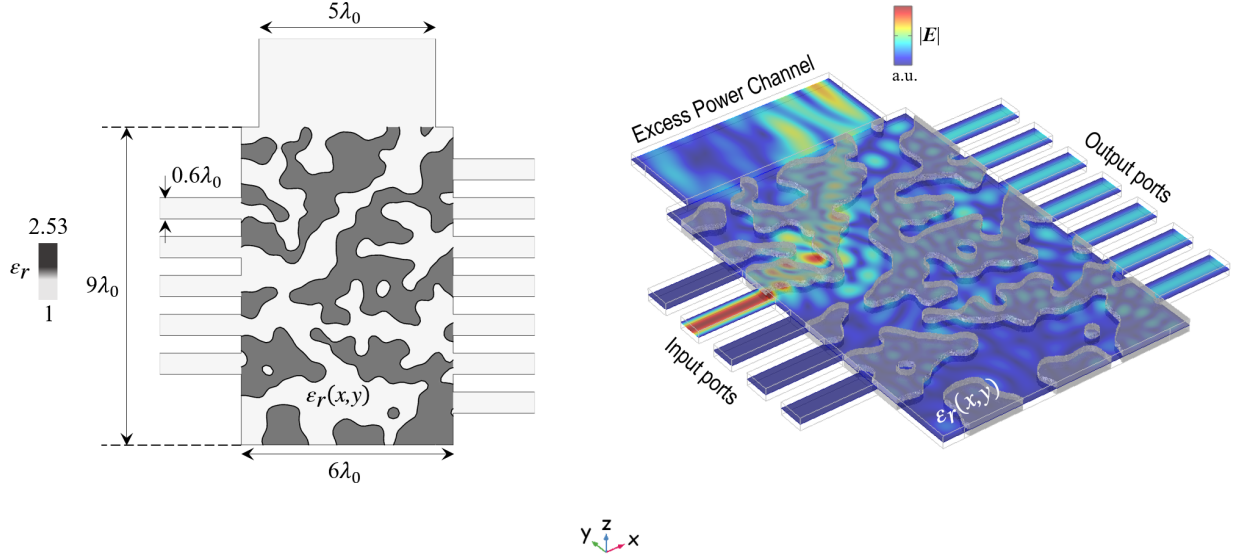 5λ₀
0.6λ₀
2.53
εᵣ
1
9λ₀
εᵣ(x,y)
6λ₀
|E|
a.u.
Excess Power Channel
Output ports
Input ports
εᵣ(x,y)
y z x